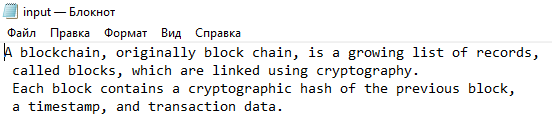 input — Блокнот
Файл Правка Формат Вид Справка
A blockchain, originally block chain, is a growing list of records,
called blocks, which are linked using cryptography.
Each block contains a cryptographic hash of the previous block,
a timestamp, and transaction data.